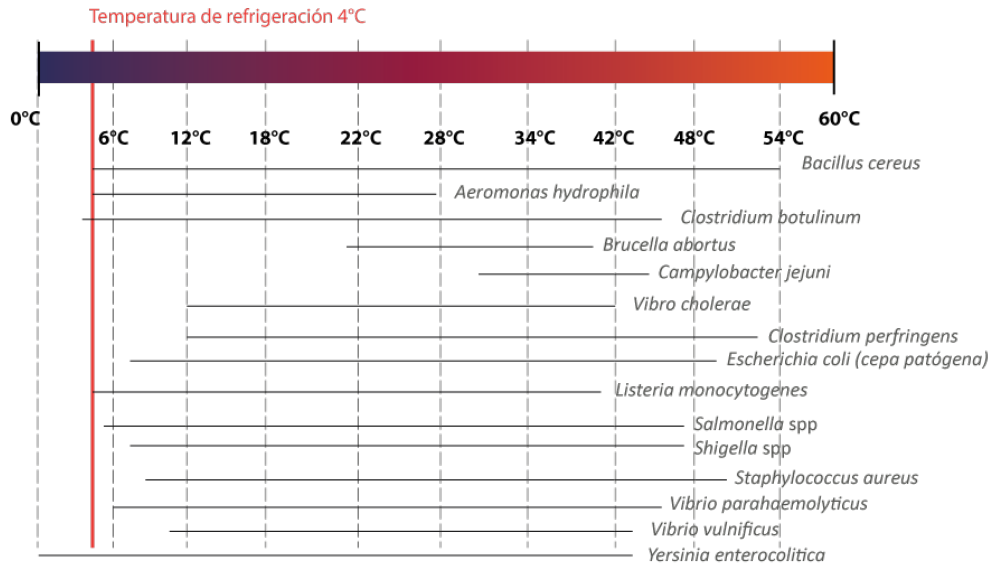 Temperatura de refrigeración 4°C
0°C
60°C
6°C 12°C 18°C 22°C 28°C 34°C 42°C 48°C 54°C
Bacillus cereus
Aeromonas hydrophila
Clostridium botulinum
Brucella abortus
Campylobacter jejuni
Vibro cholerae
Clostridium perfringens
Escherichia coli (cepa patógena)
Listeria monocytogenes
Salmonella spp
Shigella spp
Staphylococcus aureus
Vibrio parahaemolyticus
Vibrio vulnificus
Yersinia enterocolitica